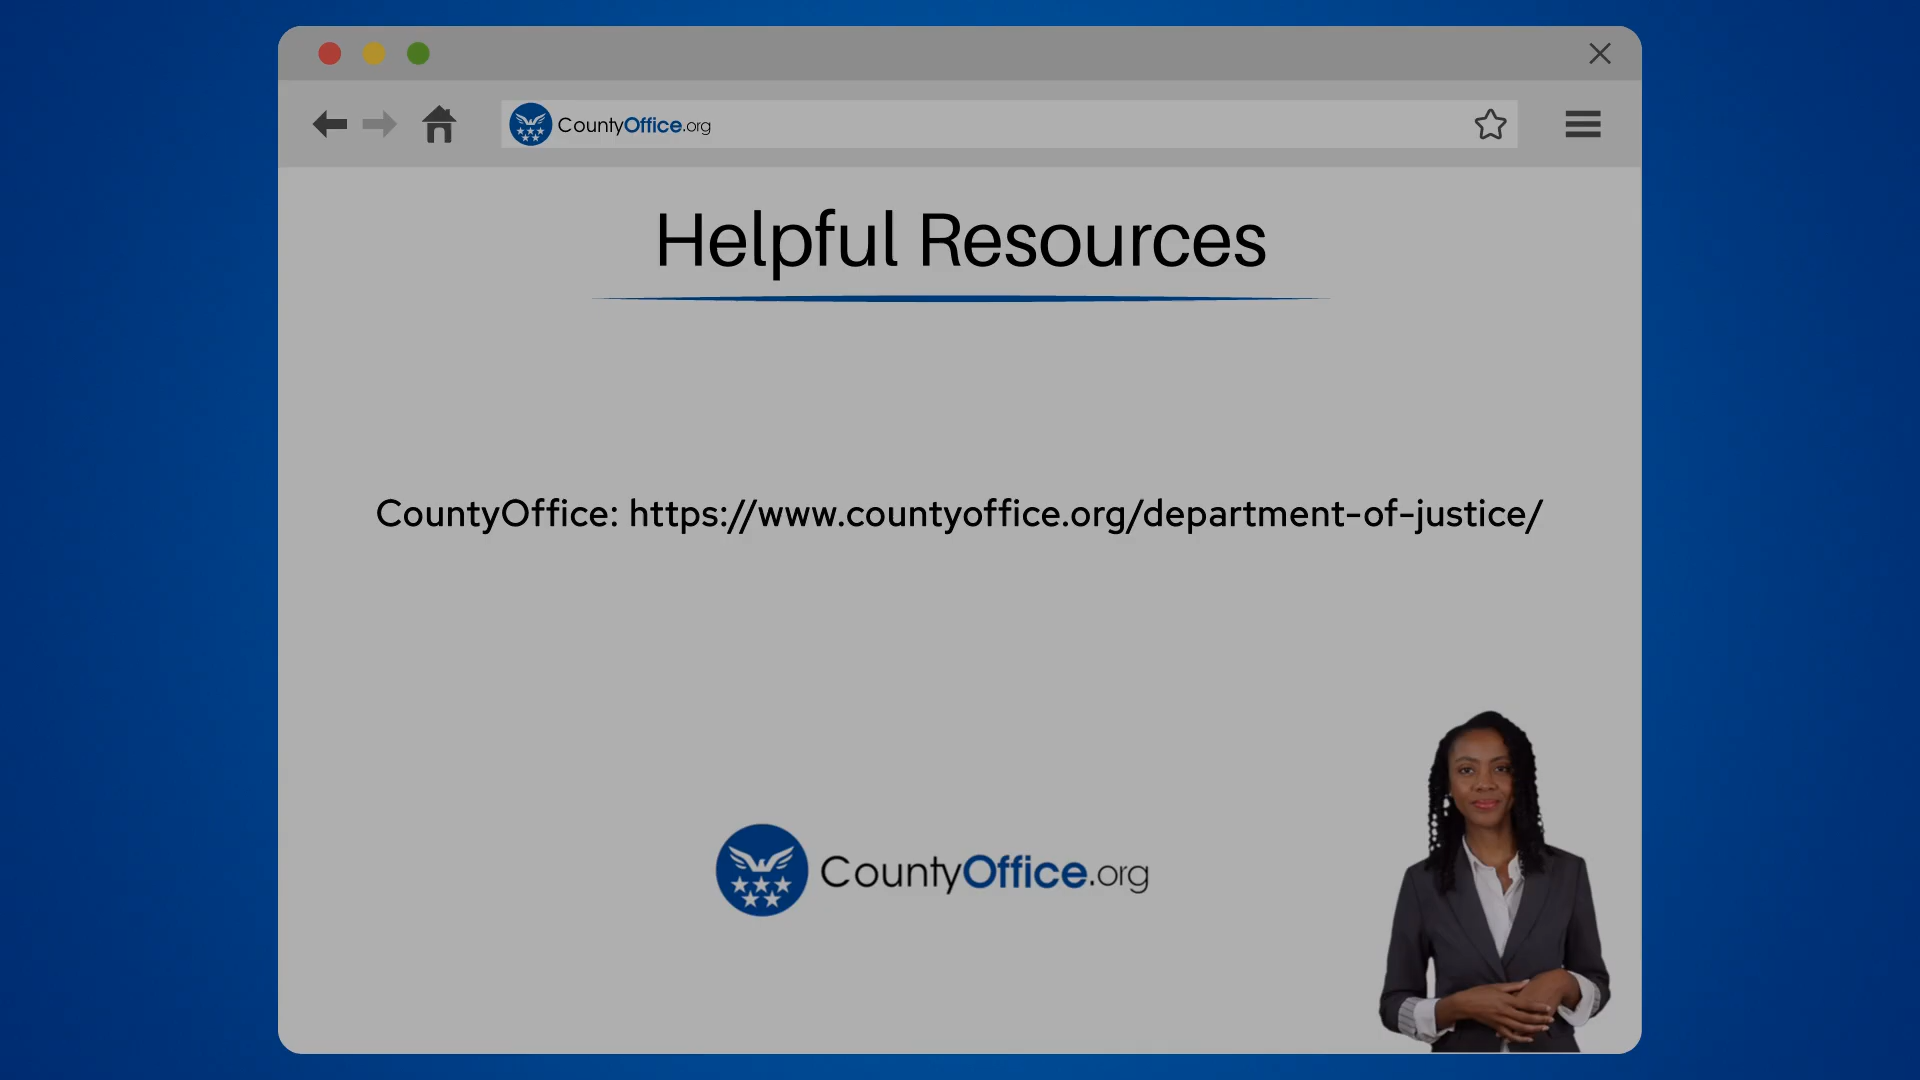 CountyOffice.org
Helpful Resources
CountyOffice: https://www.countyoffice.org/department-of-justice/
CountyOffice.org